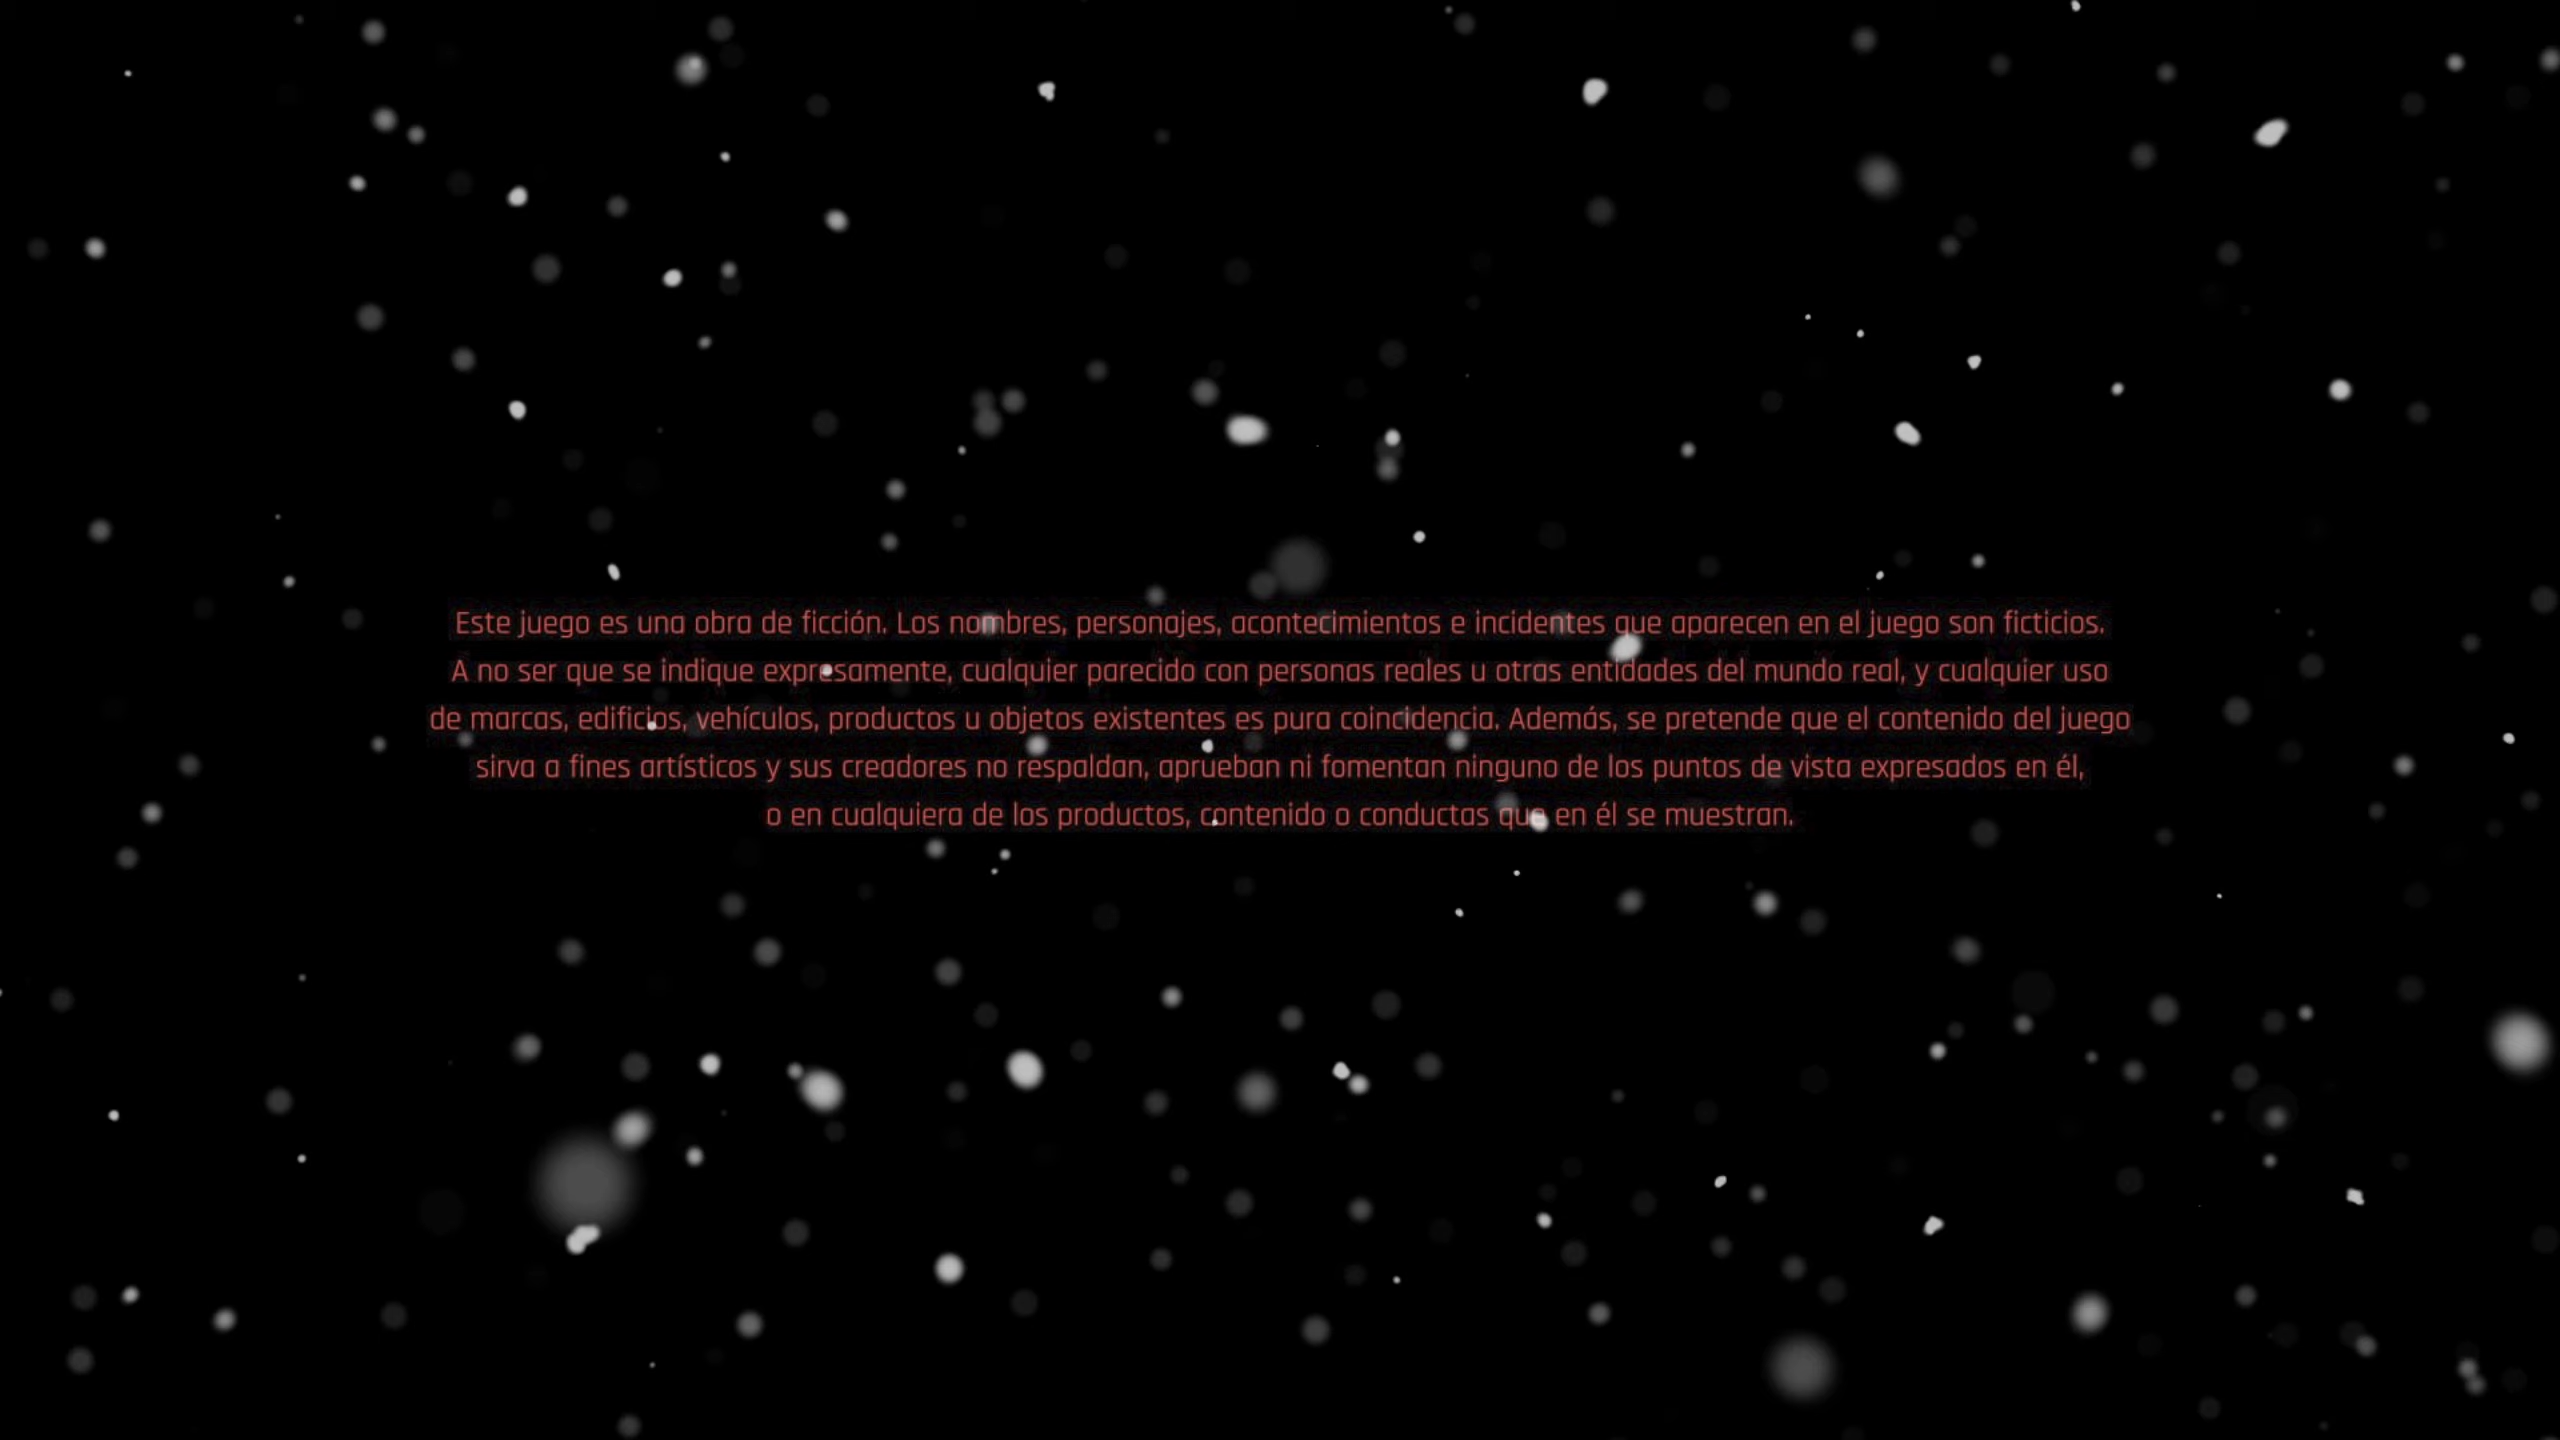 Este juego es una obra de ficción. Los nombres, personajes, acontecimientos e incidentes que aparecen en el juego son ficticios.
A no ser que se indique expresamente, cualquier parecido con personas reales u otras entidades del mundo real, y cualquier uso
de marcas, edificios, vehículos, productos u objetos existentes es pura coincidencia. Además, se pretende que el contenido del juego
sirva a fines artísticos y sus creadores no respaldan, aprueban ni fomentan ninguno de los puntos de vista expresados en él,
o en cualquiera de los productos, contenido o conductas que en él se muestran.